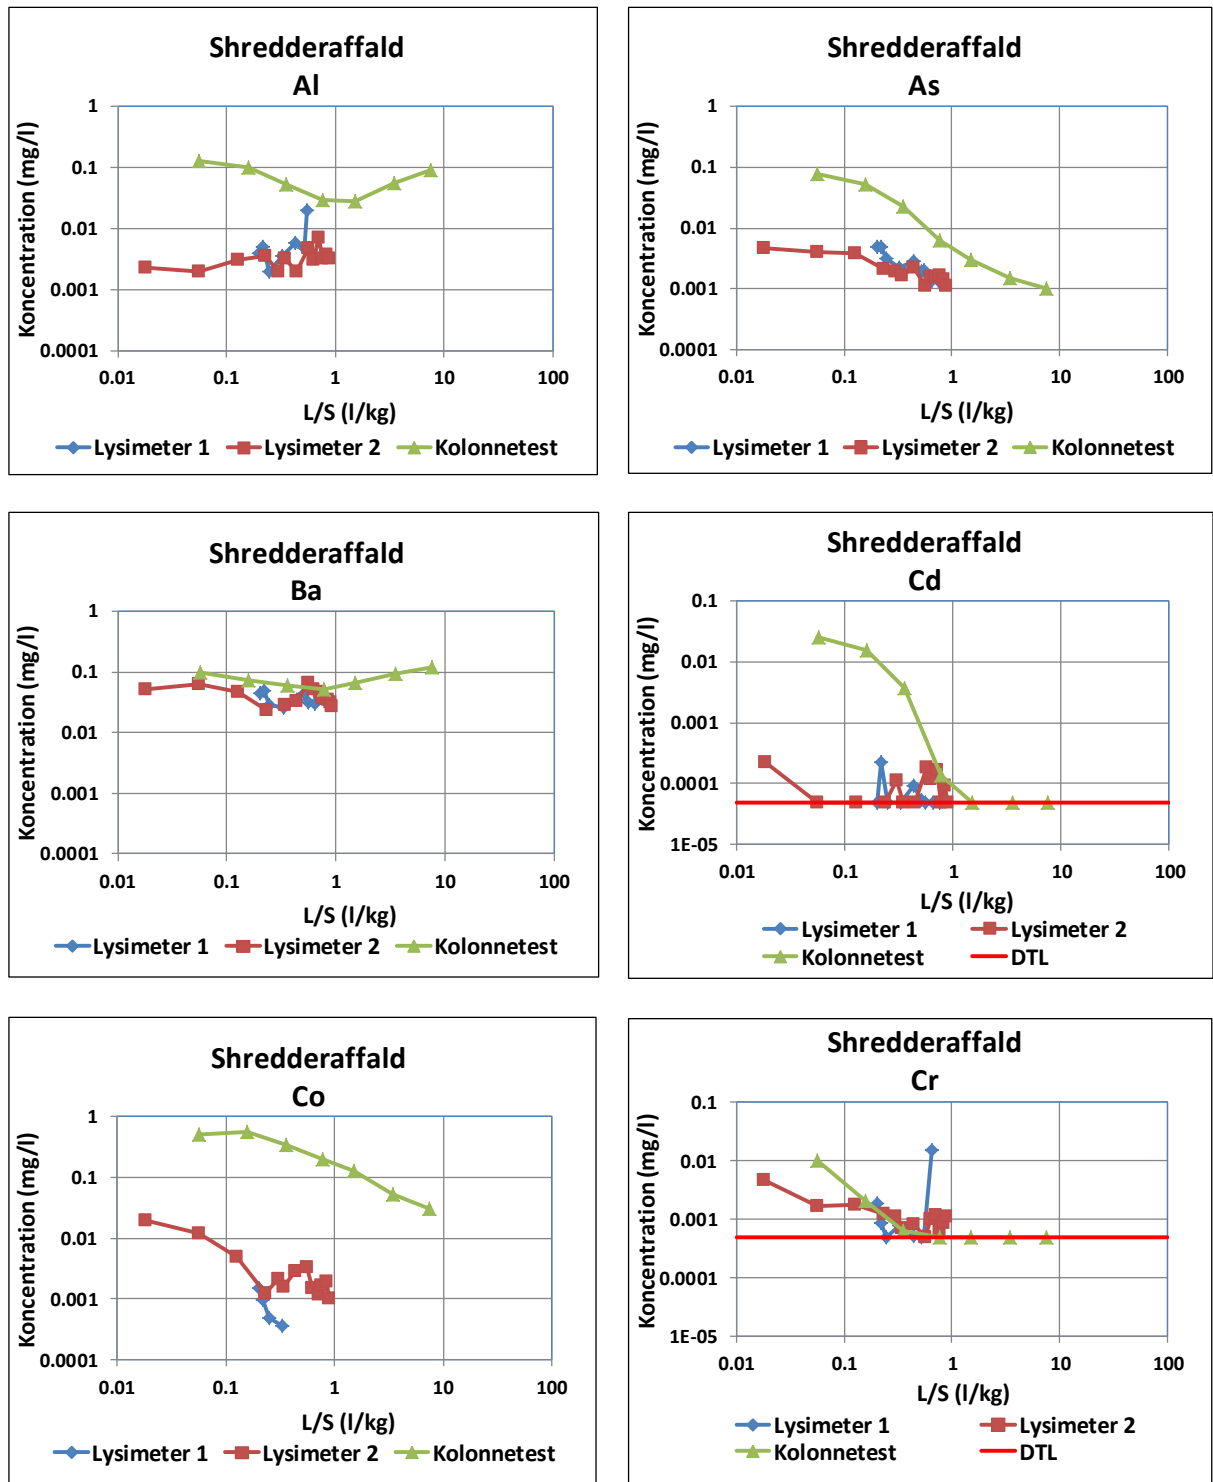 Shredderaffald
Al
Koncentration (mg/l)
1
0.1
0.01
0.001
0.0001
0.01 0.1 1 10 100
L/S (l/kg)
Lysimeter 1 Lysimeter 2 Kolonnetest
Shredderaffald
As
Koncentration (mg/l)
1
0.1
0.01
0.001
0.0001
0.01 0.1 1 10 100
L/S (l/kg)
Lysimeter 1 Lysimeter 2 Kolonnetest
Shredderaffald
Ba
Koncentration (mg/l)
1
0.1
0.01
0.001
0.0001
0.01 0.1 1 10 100
L/S (l/kg)
Lysimeter 1 Lysimeter 2 Kolonnetest
Shredderaffald
Cd
Koncentration (mg/l)
0.1
0.01
0.001
0.0001
1E-05
0.01 0.1 1 10 100
L/S (l/kg)
Lysimeter 1 Lysimeter 2
Kolonnetest DTL
Shredderaffald
Co
Koncentration (mg/l)
1
0.1
0.01
0.001
0.0001
0.01 0.1 1 10 100
L/S (l/kg)
Lysimeter 1 Lysimeter 2 Kolonnetest
Shredderaffald
Cr
Koncentration (mg/l)
0.1
0.01
0.001
0.0001
1E-05
0.01 0.1 1 10 100
L/S (l/kg)
Lysimeter 1 Lysimeter 2
Kolonnetest DTL